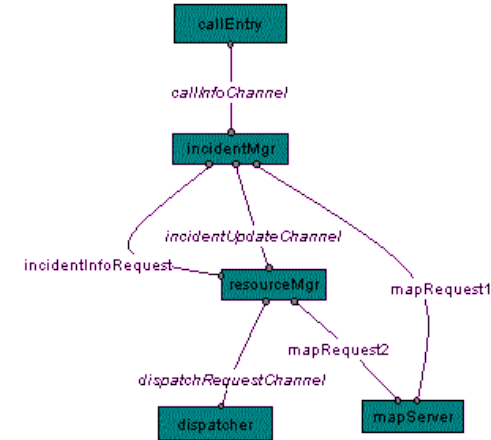 callEntry
callInfoChannel
incidentMgr
incidentUpdateChannel
incidentInfoRequest
resourceMgr
mapRequest1
mapRequest2
dispatchRequestChannel
dispatcher
mapServer